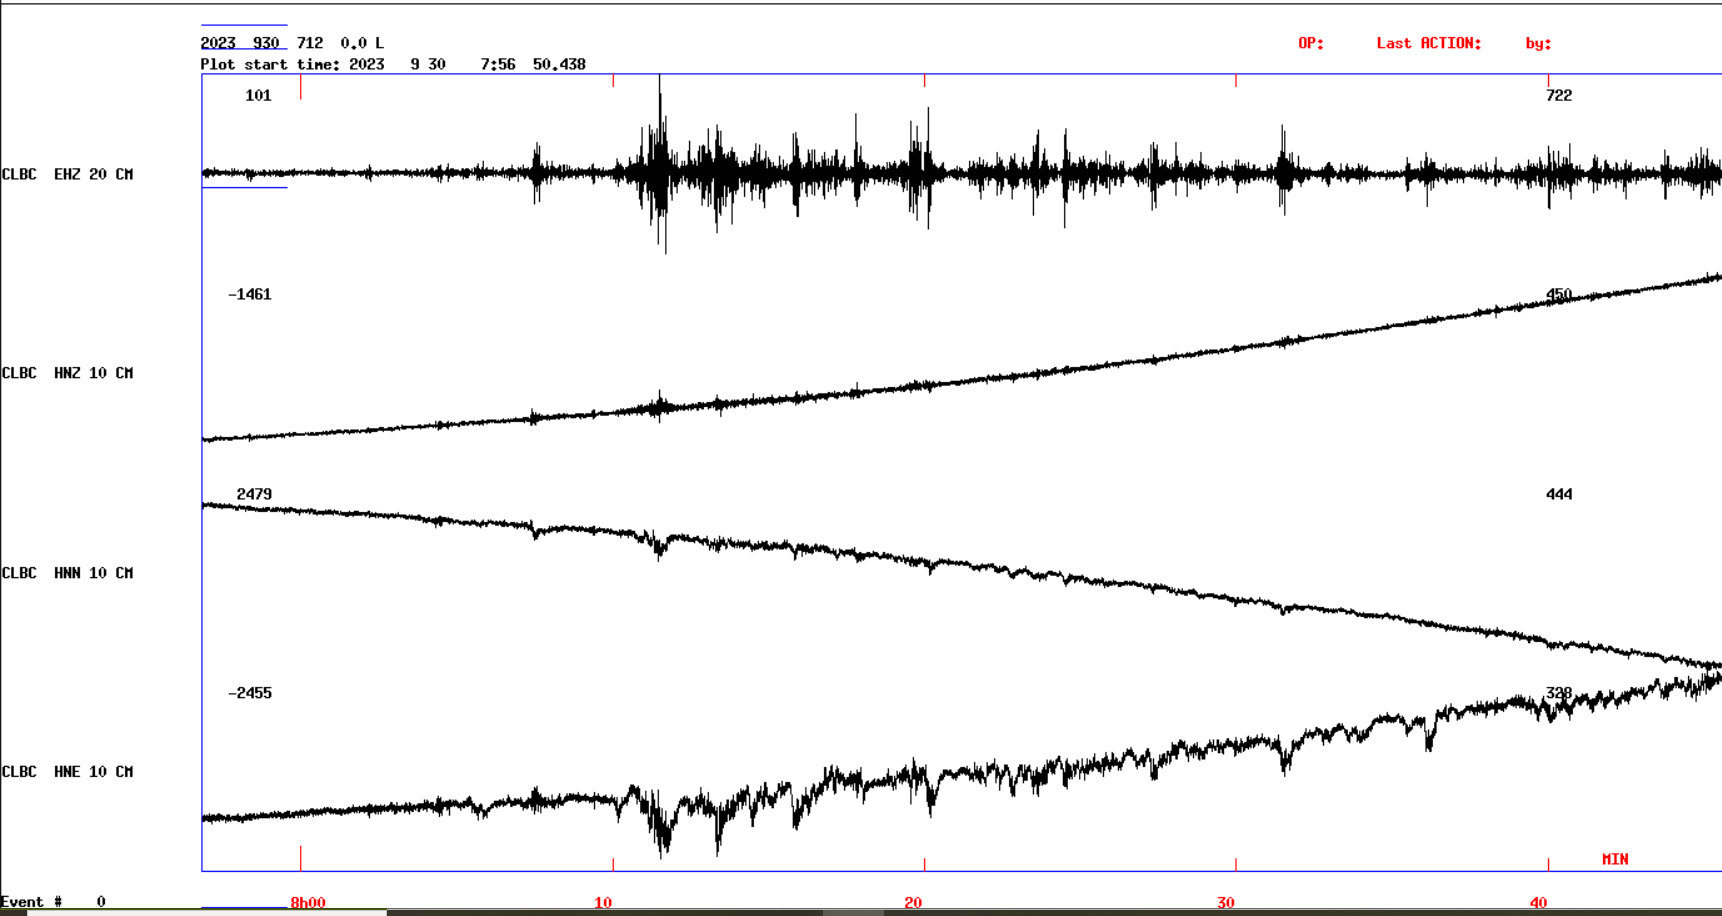 2023  930  712  0.0 L
OP:   Last ACTION:   by:
Plot start time: 2023   9 30   7:56  50.438
101   722
CLBC  EHZ 20 CM
-1461   450
CLBC  HNZ 10 CM
2479   444
CLBC  HNN 10 CM
-2455   328
CLBC  HNE 10 CM
MIN
Event #   0   8h00   10   20   30   40